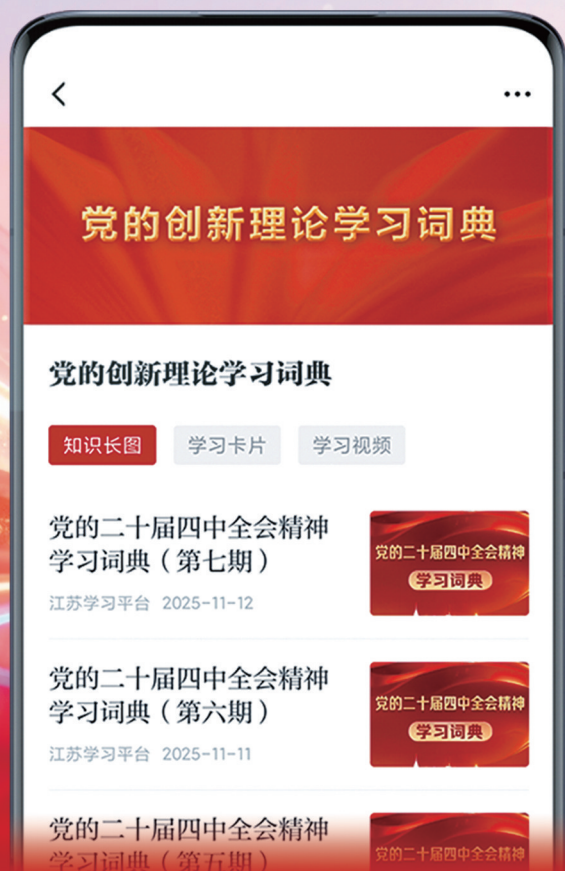 党的创新理论学习词典
党的创新理论学习词典
知识长图 学习卡片 学习视频
党的二十届四中全会精神
学习词典（第七期）
江苏学习平台 2025-11-12
党的二十届四中全会精神
学习词典
党的二十届四中全会精神
学习词典（第六期）
江苏学习平台 2025-11-11
党的二十届四中全会精神
学习词典
党的二十届四中全会精神
学习词典（第五期）
党的二十届四中全会精神